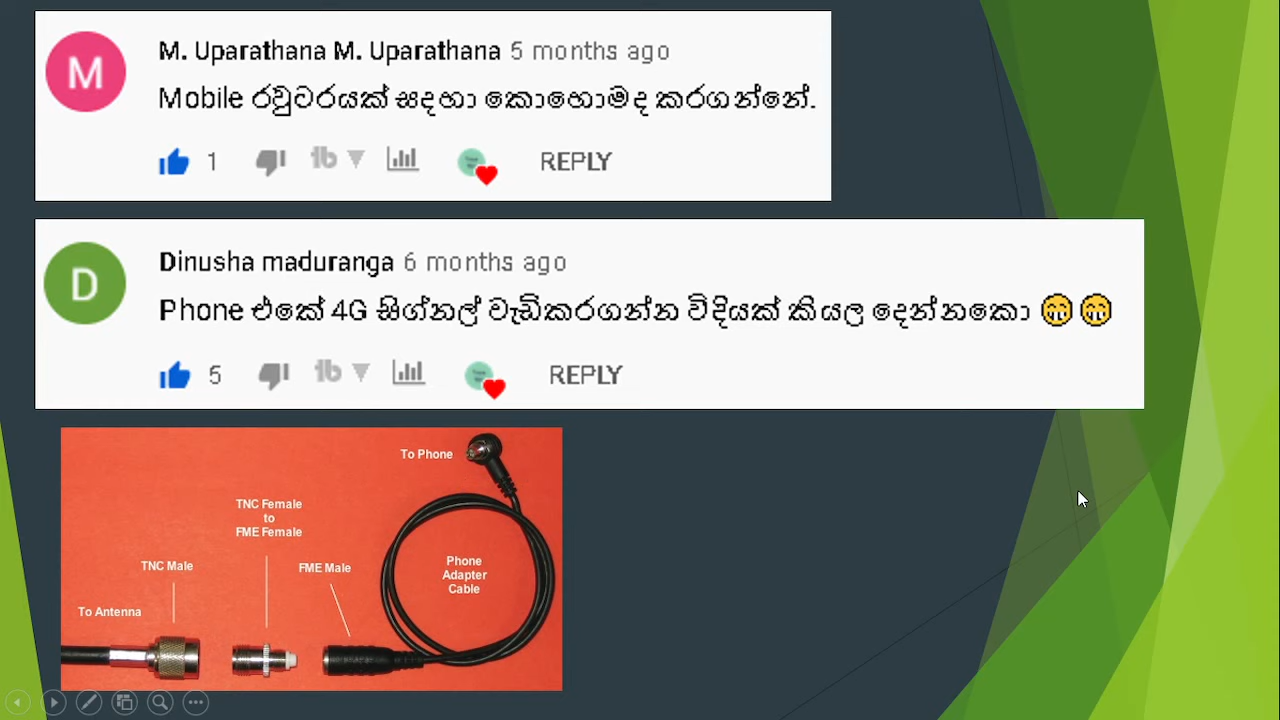 M
M. Uparathana M. Uparathana 5 months ago
Mobile රවුටරයක් සදහා කොහොමද කරගන්නේ.
1
REPLY
D
Dinusha maduranga 6 months ago
Phone එකේ 4G සිග්නල් වැඩිකරගන්න විදියක් කියල දෙන්නකො 😁😁
5
REPLY
To Phone
TNC Female
to
FME Female
TNC Male
FME Male
Phone
Adapter
Cable
To Antenna